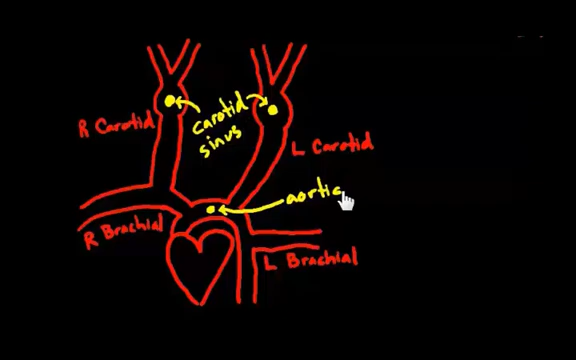 R Carotid
carotid
sinus
L Carotid
aortic
R Brachial
L Brachial